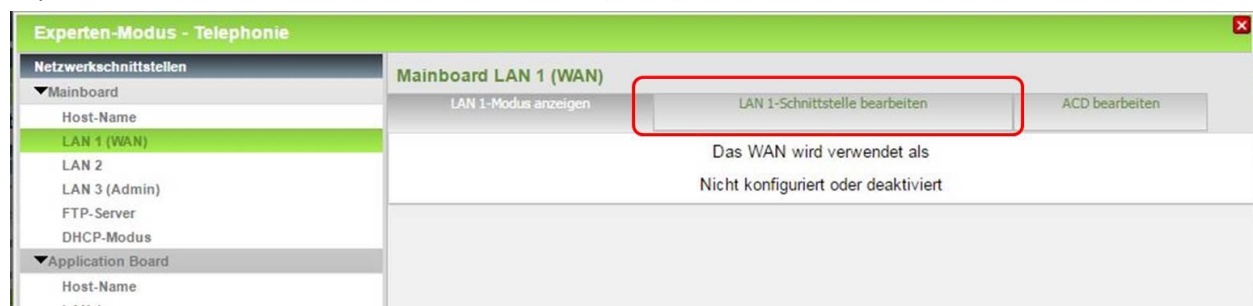 Experten-Modus - Telephonie
Netzwerkschnittstellen
Mainboard
Host-Name
LAN 1 (WAN)
LAN 2
LAN 3 (Admin)
FTP-Server
DHCP-Modus
Application Board
Host-Name
Mainboard LAN 1 (WAN)
LAN 1-Modus anzeigen
LAN 1-Schnittstelle bearbeiten
ACD bearbeiten
Das WAN wird verwendet als
Nicht konfiguriert oder deaktiviert